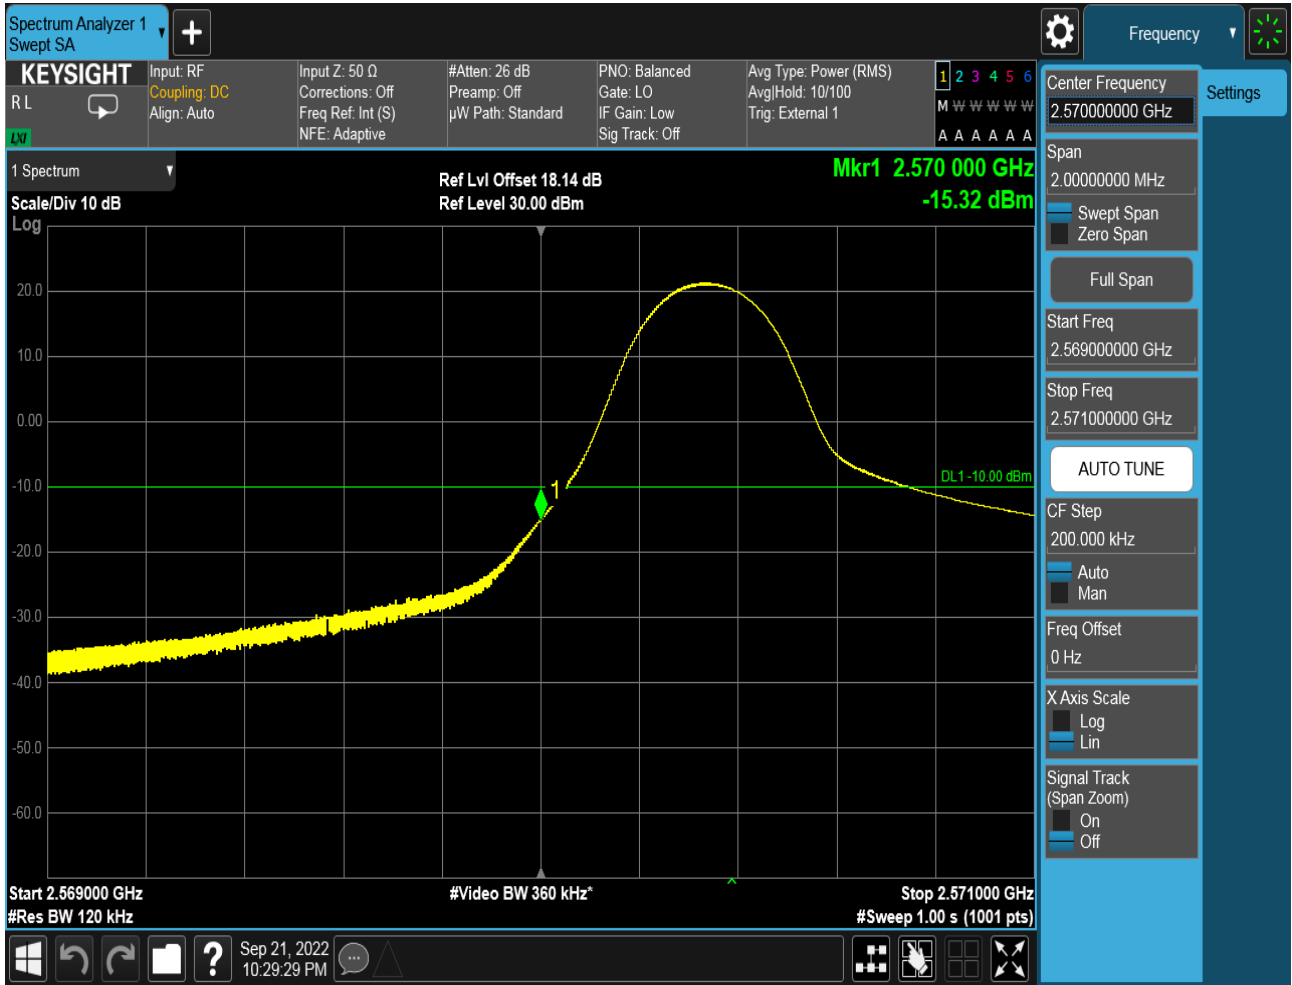 Spectrum Analyzer 1
Swept SA
Frequency
KEYSIGHT
R L
LXI
Input: RF
Coupling: DC
Align: Auto
Input Z: 50 Ω
Corrections: Off
Freq Ref: Int (S)
NFE: Adaptive
#Atten: 26 dB
Preamp: Off
µW Path: Standard
PNO: Balanced
Gate: LO
IF Gain: Low
Sig Track: Off
Avg Type: Power (RMS)
Avg|Hold: 10/100
Trig: External 1
1 2 3 4 5 6
M W W W W W
A A A A A A
1 Spectrum
Scale/Div 10 dB
Log
Ref Lvl Offset 18.14 dB
Ref Level 30.00 dBm
Mkr1 2.570 000 GHz
-15.32 dBm
20.0
10.0
0.00
-10.0
-20.0
-30.0
-40.0
-50.0
-60.0
1
DL1 -10.00 dBm
Start 2.569000 GHz
#Res BW 120 kHz
#Video BW 360 kHz*
Stop 2.571000 GHz
#Sweep 1.00 s (1001 pts)
Center Frequency
2.570000000 GHz
Settings
Span
2.00000000 MHz
Swept Span
Zero Span
Full Span
Start Freq
2.569000000 GHz
Stop Freq
2.571000000 GHz
AUTO TUNE
CF Step
200.000 kHz
Auto
Man
Freq Offset
0 Hz
X Axis Scale
Log
Lin
Signal Track
(Span Zoom)
On
Off
?
Sep 21, 2022
10:29:29 PM